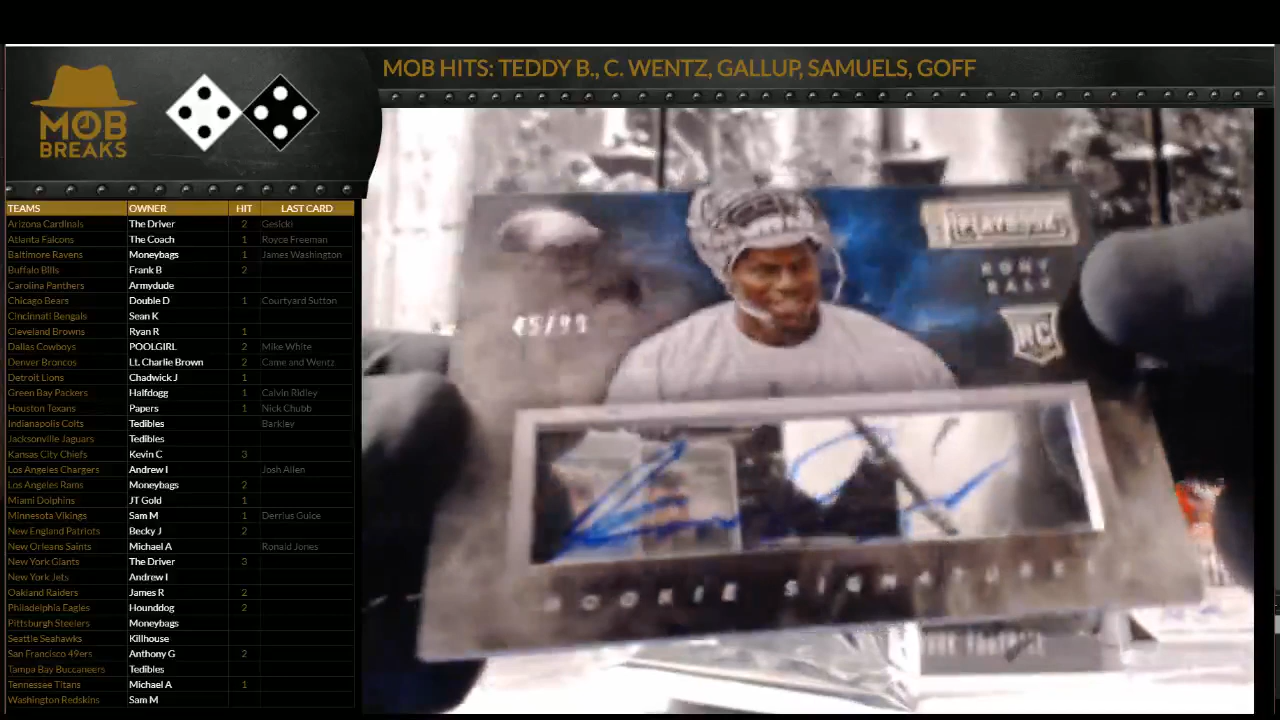 MOB HITS: TEDDY B., C. WENTZ, GALLUP, SAMUELS, GOFF
MOB
BREAKS
TEAMS OWNER HIT LAST CARD
Arizona Cardinals The Driver 2 Gesicki
Atlanta Falcons The Coach 1 Royce Freeman
Baltimore Ravens Moneybags 1 James Washington
Buffalo Bills Frank B 2
Carolina Panthers Armydude
Chicago Bears Double D 1 Courtyard Sutton
Cincinnati Bengals Sean K
Cleveland Browns Ryan R 1
Dallas Cowboys POOLGIRL 2 Mike White
Denver Broncos Lt. Charlie Brown 2 Came and Wentz
Detroit Lions Chadwick J 1
Green Bay Packers Halfdogg 1 Calvin Ridley
Houston Texans Papers 1 Nick Chubb
Indianapolis Colts Tedibles Barkley
Jacksonville Jaguars Tedibles
Kansas City Chiefs Kevin C 3
Los Angeles Chargers Andrew I Josh Allen
Los Angeles Rams Moneybags 2
Miami Dolphins JT Gold 1
Minnesota Vikings Sam M 1 Derrius Guice
New England Patriots Becky J 2
New Orleans Saints Michael A Ronald Jones
New York Giants The Driver 3
New York Jets Andrew I
Oakland Raiders James R 2
Philadelphia Eagles Hounddog 2
Pittsburgh Steelers Moneybags
Seattle Seahawks Killhouse
San Francisco 49ers Anthony G 2
Tampa Bay Buccaneers Tedibles
Tennessee Titans Michael A 1
Washington Redskins Sam M
RC
ROOKIE SIGNATURES